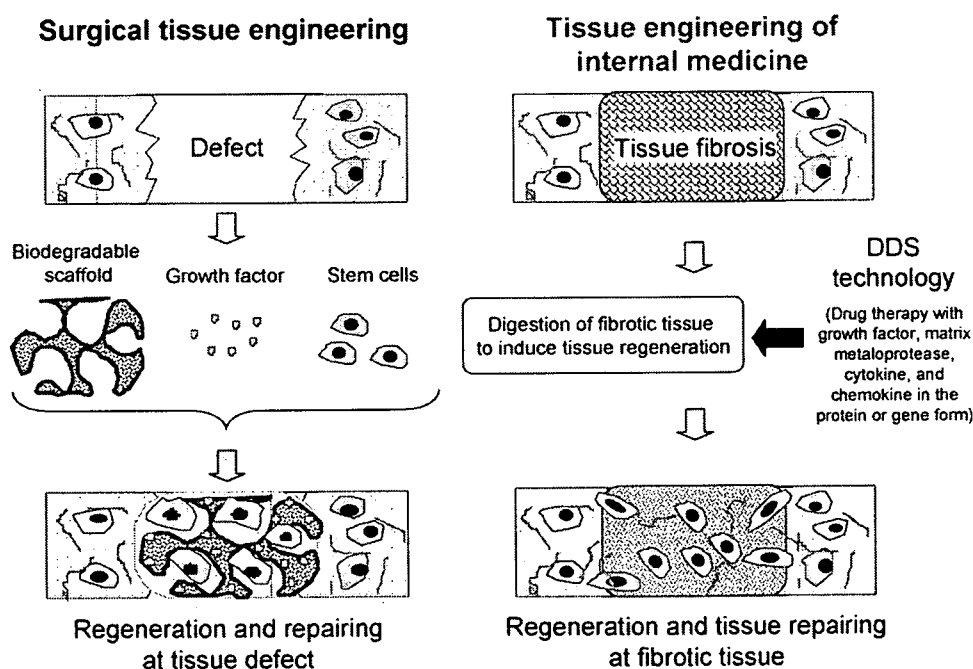 Surgical tissue engineering
Defect
Biodegradable
scaffold
Growth factor
Stem cells
Regeneration and repairing
at tissue defect
Tissue engineering of
internal medicine
Tissue fibrosis
DDS
technology
(Drug therapy with
growth factor, matrix
metaloprotease,
cytokine, and
chemokine in the
protein or gene form)
Digestion of fibrotic tissue
to induce tissue regeneration
Regeneration and tissue repairing
at fibrotic tissue